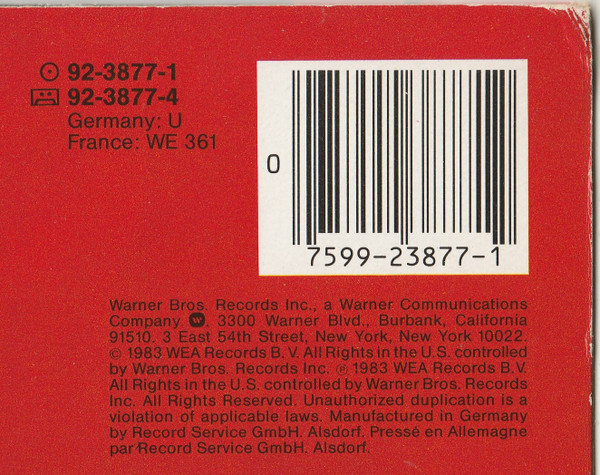 92-3877-1
92-3877-4
Germany: U
France: WE 361
0
7599-23877-1
Warner Bros. Records Inc., a Warner Communications
Company W. 3300 Warner Blvd., Burbank, California
91510. 3 East 54th Street, New York, New York 10022.
© 1983 WEA Records B.V. All Rights in the U.S. controlled
by Warner Bros. Records Inc. ℗ 1983 WEA Records B.V.
All Rights in the U.S. controlled by Warner Bros. Records
Inc. All Rights Reserved. Unauthorized duplication is a
violation of applicable laws. Manufactured in Germany
by Record Service GmbH. Alsdorf. Pressé en Allemagne
par Record Service GmbH. Alsdorf.